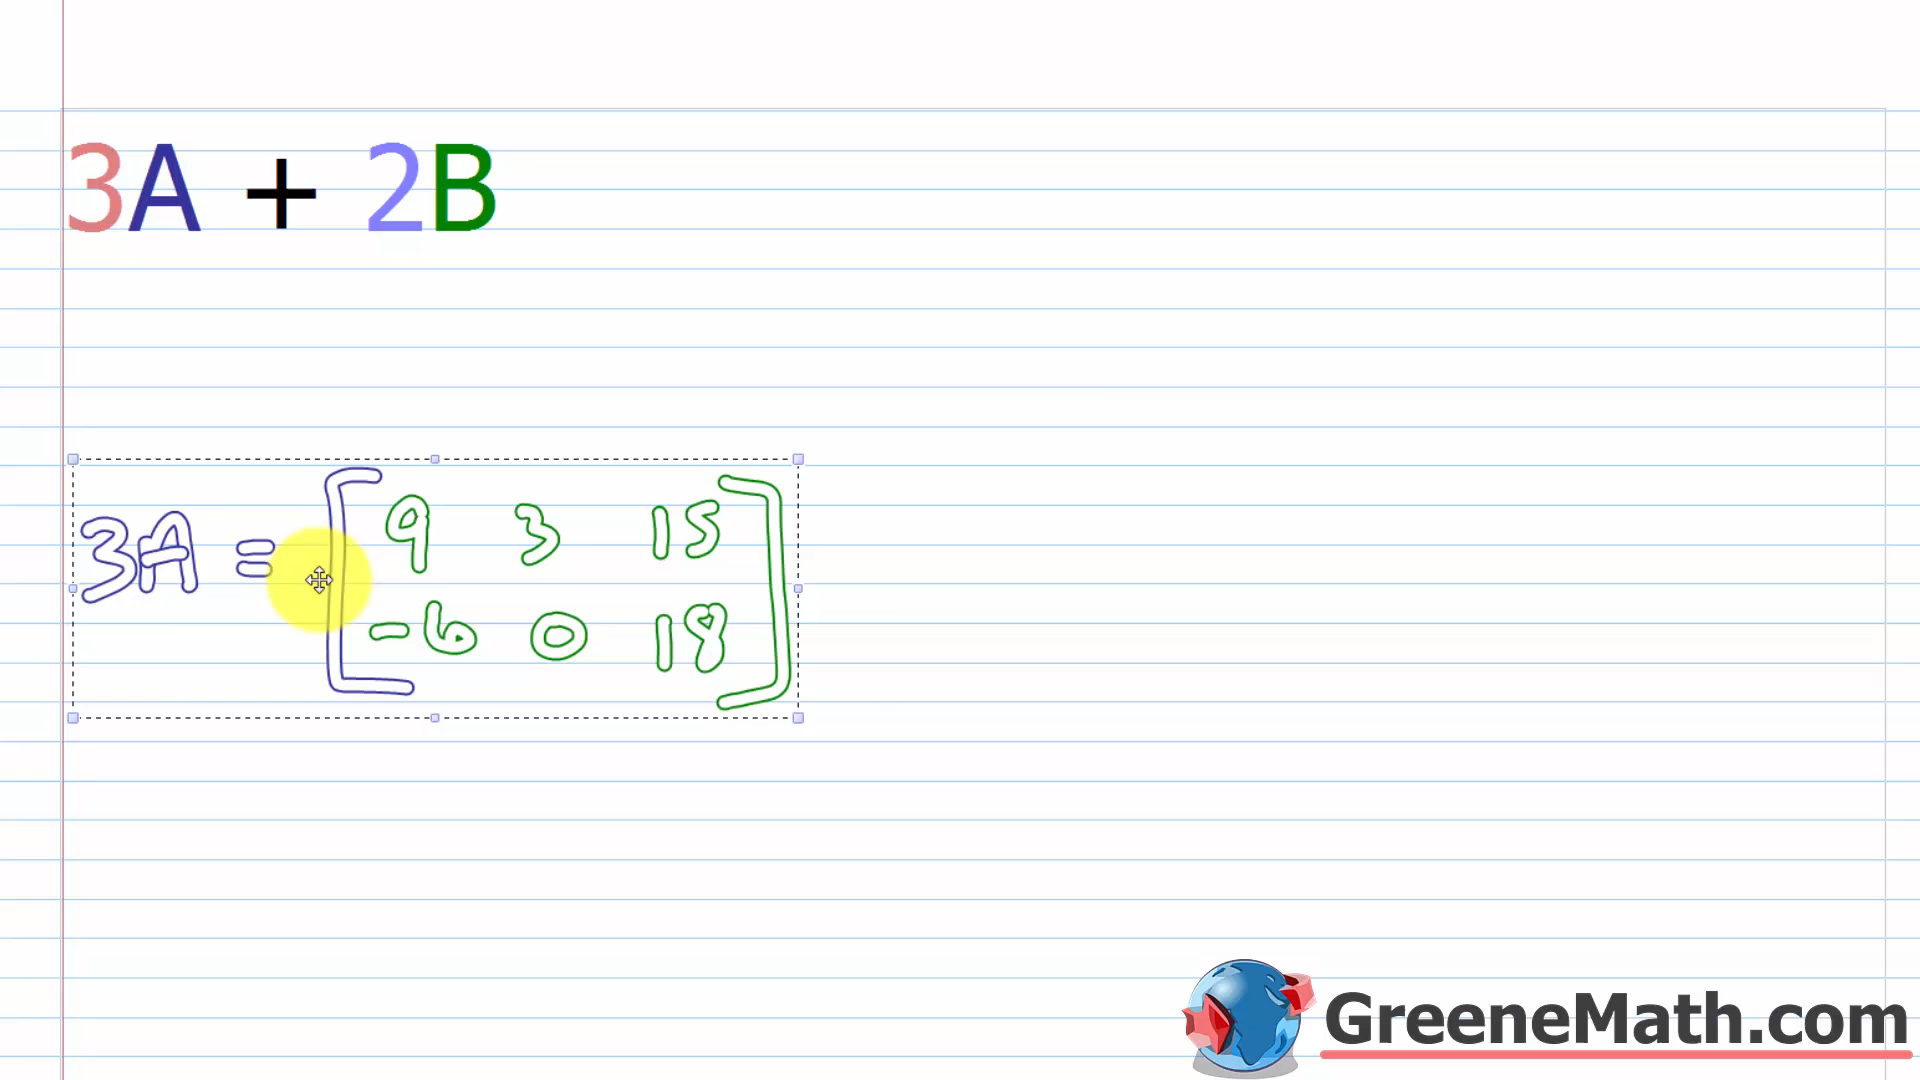 3A + 2B
3A = [ 9 3 15
-6 0 18 ]
GreeneMath.com